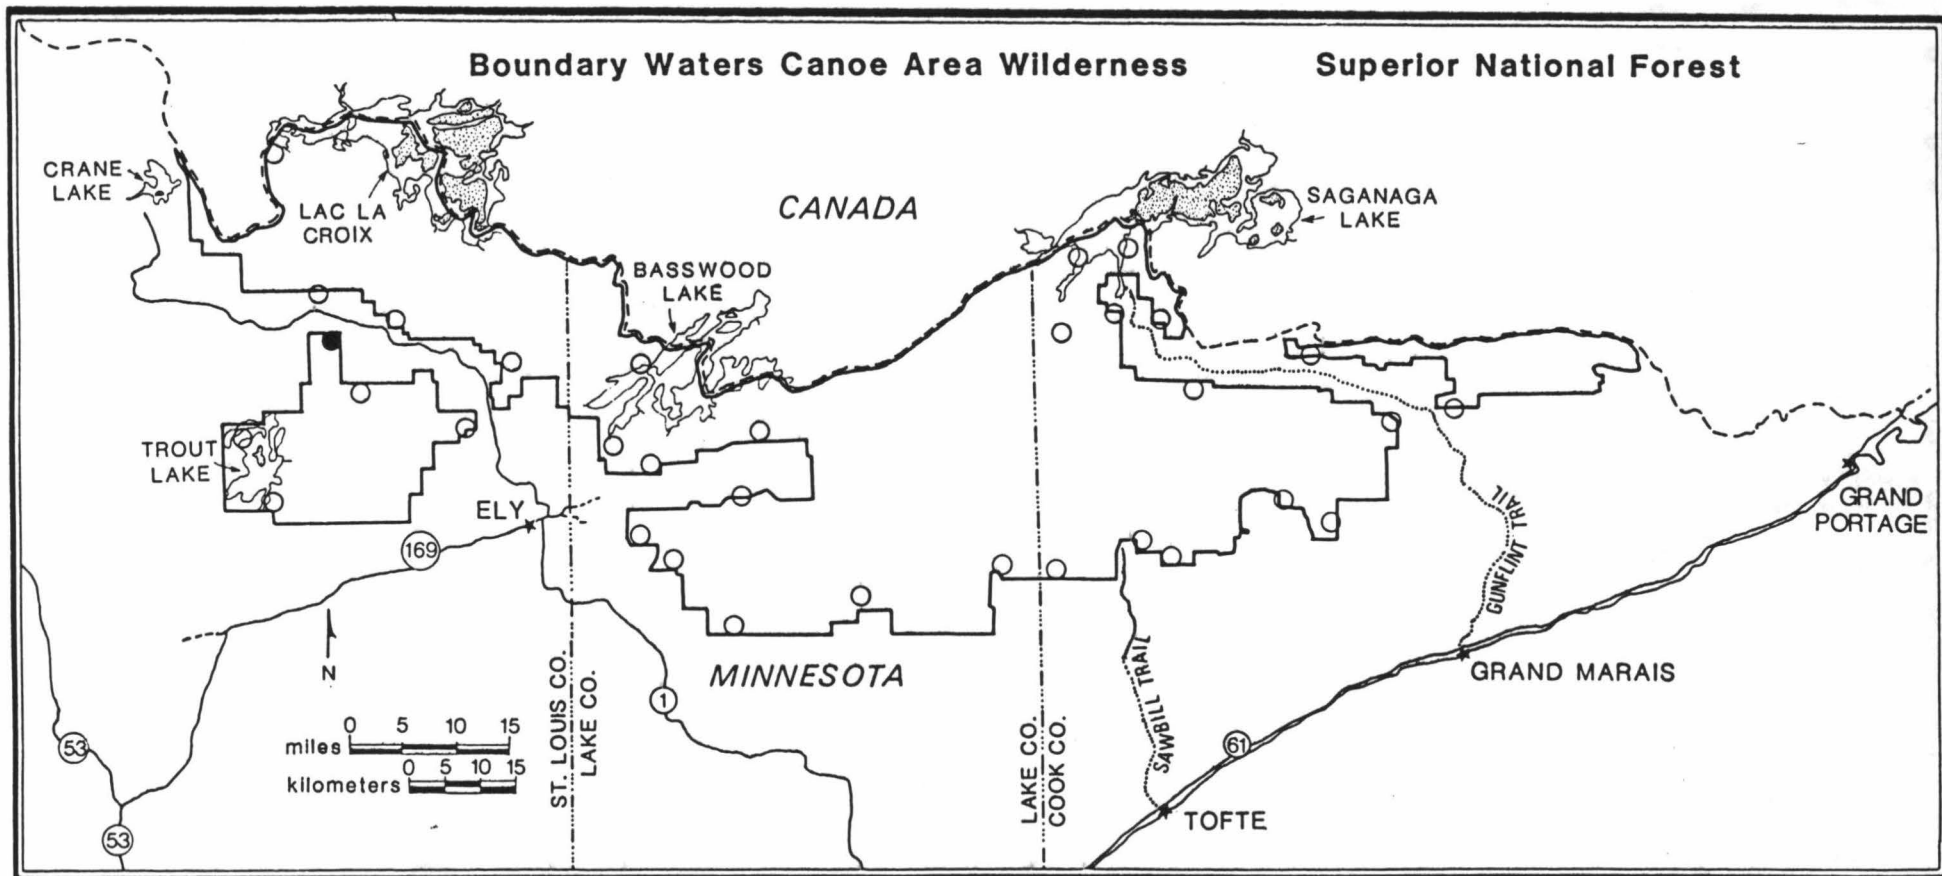 Boundary Waters Canoe Area Wilderness
Superior National Forest
CRANE
LAKE
LAC LA
CROIX
CANADA
SAGANAGA
LAKE
BASSWOOD
LAKE
TROUT
LAKE
ELY
169
GRAND
PORTAGE
GUNFLINT TRAIL
N
MINNESOTA
GRAND MARAIS
ST. LOUIS CO.
LAKE CO.
1
LAKE CO.
COOK CO.
SAWBILL TRAIL
61
53
0 5 10 15
miles
0 5 10 15
kilometers
TOFTE
53